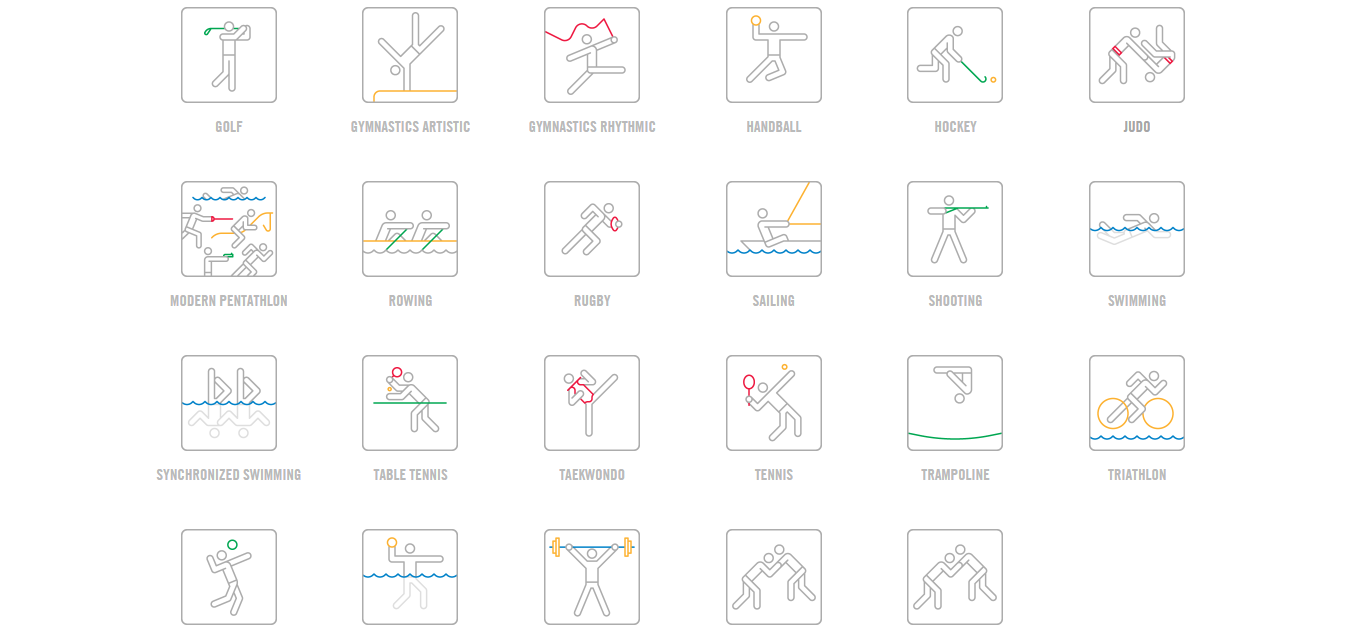 GOLF
GYMNASTICS ARTISTIC
GYMNASTICS RHYTHMIC
HANDBALL
HOCKEY
JUDO
MODERN PENTATHLON
ROWING
RUGBY
SAILING
SHOOTING
SWIMMING
SYNCHRONIZED SWIMMING
TABLE TENNIS
TAEKWONDO
TENNIS
TRAMPOLINE
TRIATHLON